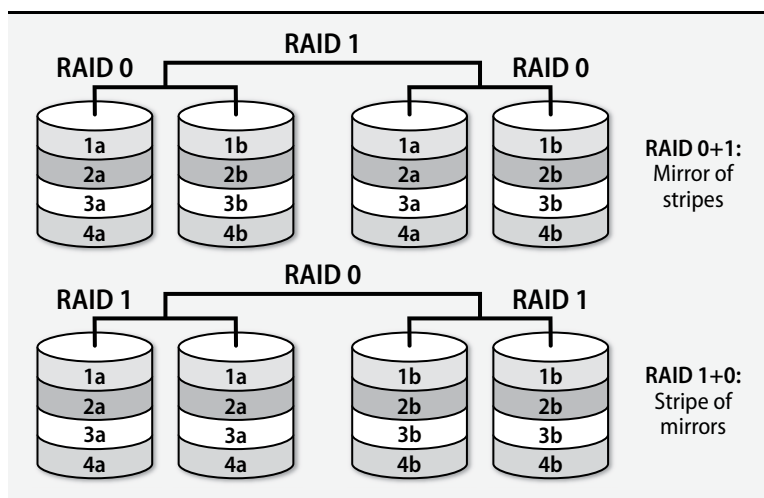 RAID 1
RAID 0 RAID 0
1a 1b 1a 1b
2a 2b 2a 2b
3a 3b 3a 3b
4a 4b 4a 4b
RAID 0+1:
Mirror of
stripes
RAID 0
RAID 1 RAID 1
1a 1a 1b 1b
2a 2a 2b 2b
3a 3a 3b 3b
4a 4a 4b 4b
RAID 1+0:
Stripe of
mirrors